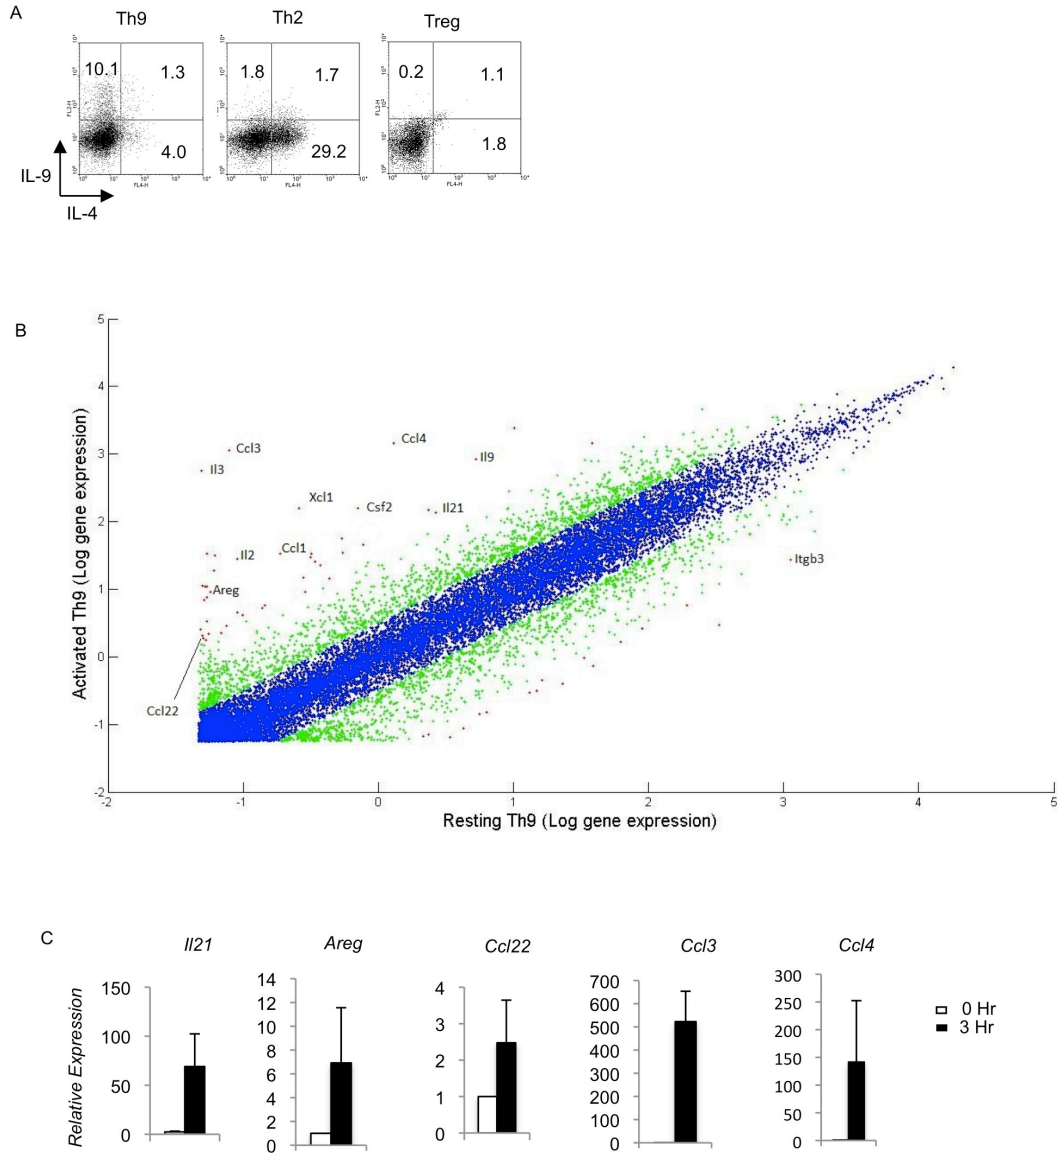 A
Th9
Th2
Treg
10.1
1.3
4.0
1.8
1.7
29.2
0.2
1.1
1.8
FL4-H
FL4-H
FL4-H
IL-9
IL-4
B
5
4
3
2
1
0
-1
-2
Activated Th9 (Log gene expression)
Ccl3
Il3
Ccl4
Il9
Xcl1
Csf2
Il21
Il2
Ccl1
Areg
Itgb3
Ccl22
-2
-1
0
1
2
3
4
5
Resting Th9 (Log gene expression)
C
Il21
Areg
Ccl22
Ccl3
Ccl4
Relative Expression
150
100
50
0
14
12
10
8
6
4
2
0
4
3
2
1
0
700
600
500
400
300
200
100
0
300
250
200
150
100
50
0
0 Hr
3 Hr